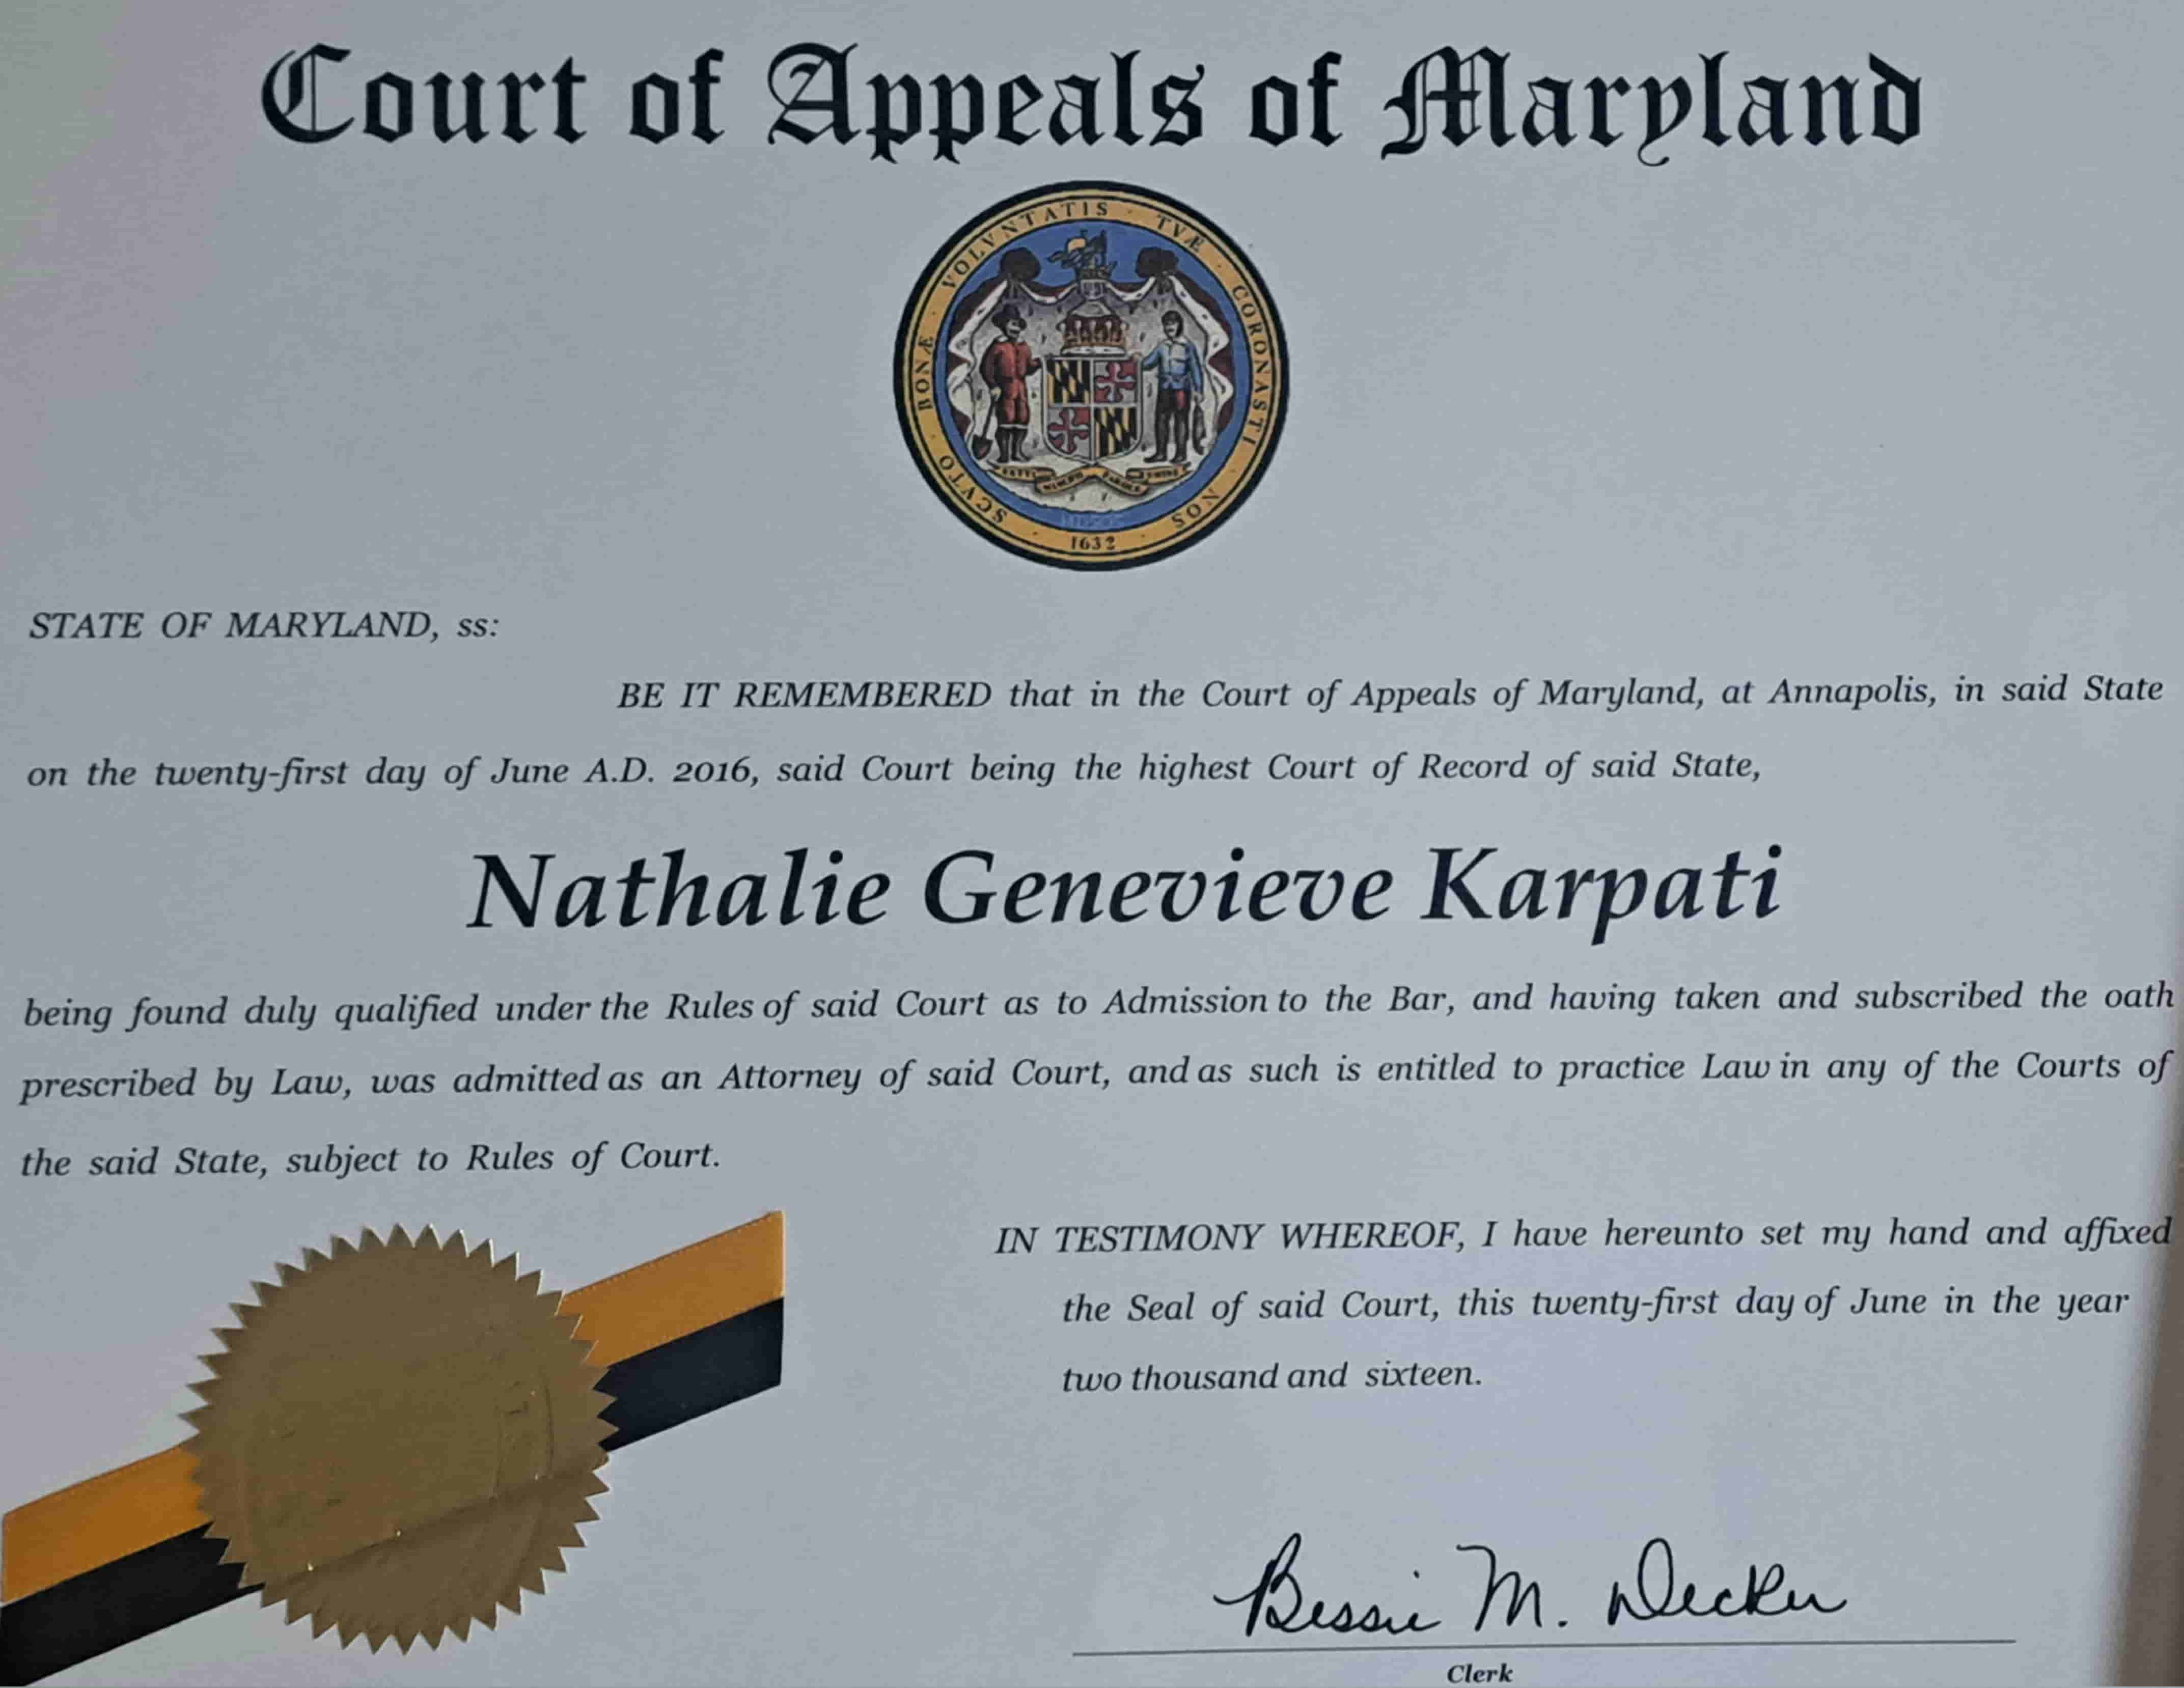 Court of Appeals of Maryland
SCVTO · BONÆ · VOLVNTATIS · TVÆ · CORONASTI · NOS
1632
STATE OF MARYLAND, ss:
BE IT REMEMBERED that in the Court of Appeals of Maryland, at Annapolis, in said State
on the twenty-first day of June A.D. 2016, said Court being the highest Court of Record of said State,
Nathalie Genevieve Karpati
being found duly qualified under the Rules of said Court as to Admission to the Bar, and having taken and subscribed the oath
prescribed by Law, was admitted as an Attorney of said Court, and as such is entitled to practice Law in any of the Courts of
the said State, subject to Rules of Court.
IN TESTIMONY WHEREOF, I have hereunto set my hand and affixed
the Seal of said Court, this twenty-first day of June in the year
two thousand and sixteen.
Bessie M. Decker
Clerk